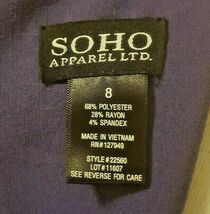 SOHO
APPAREL LTD.
8
68% POLYESTER
28% RAYON
4% SPANDEX
MADE IN VIETNAM
RN#127949
STYLE#22560
LOT#11607
SEE REVERSE FOR CARE